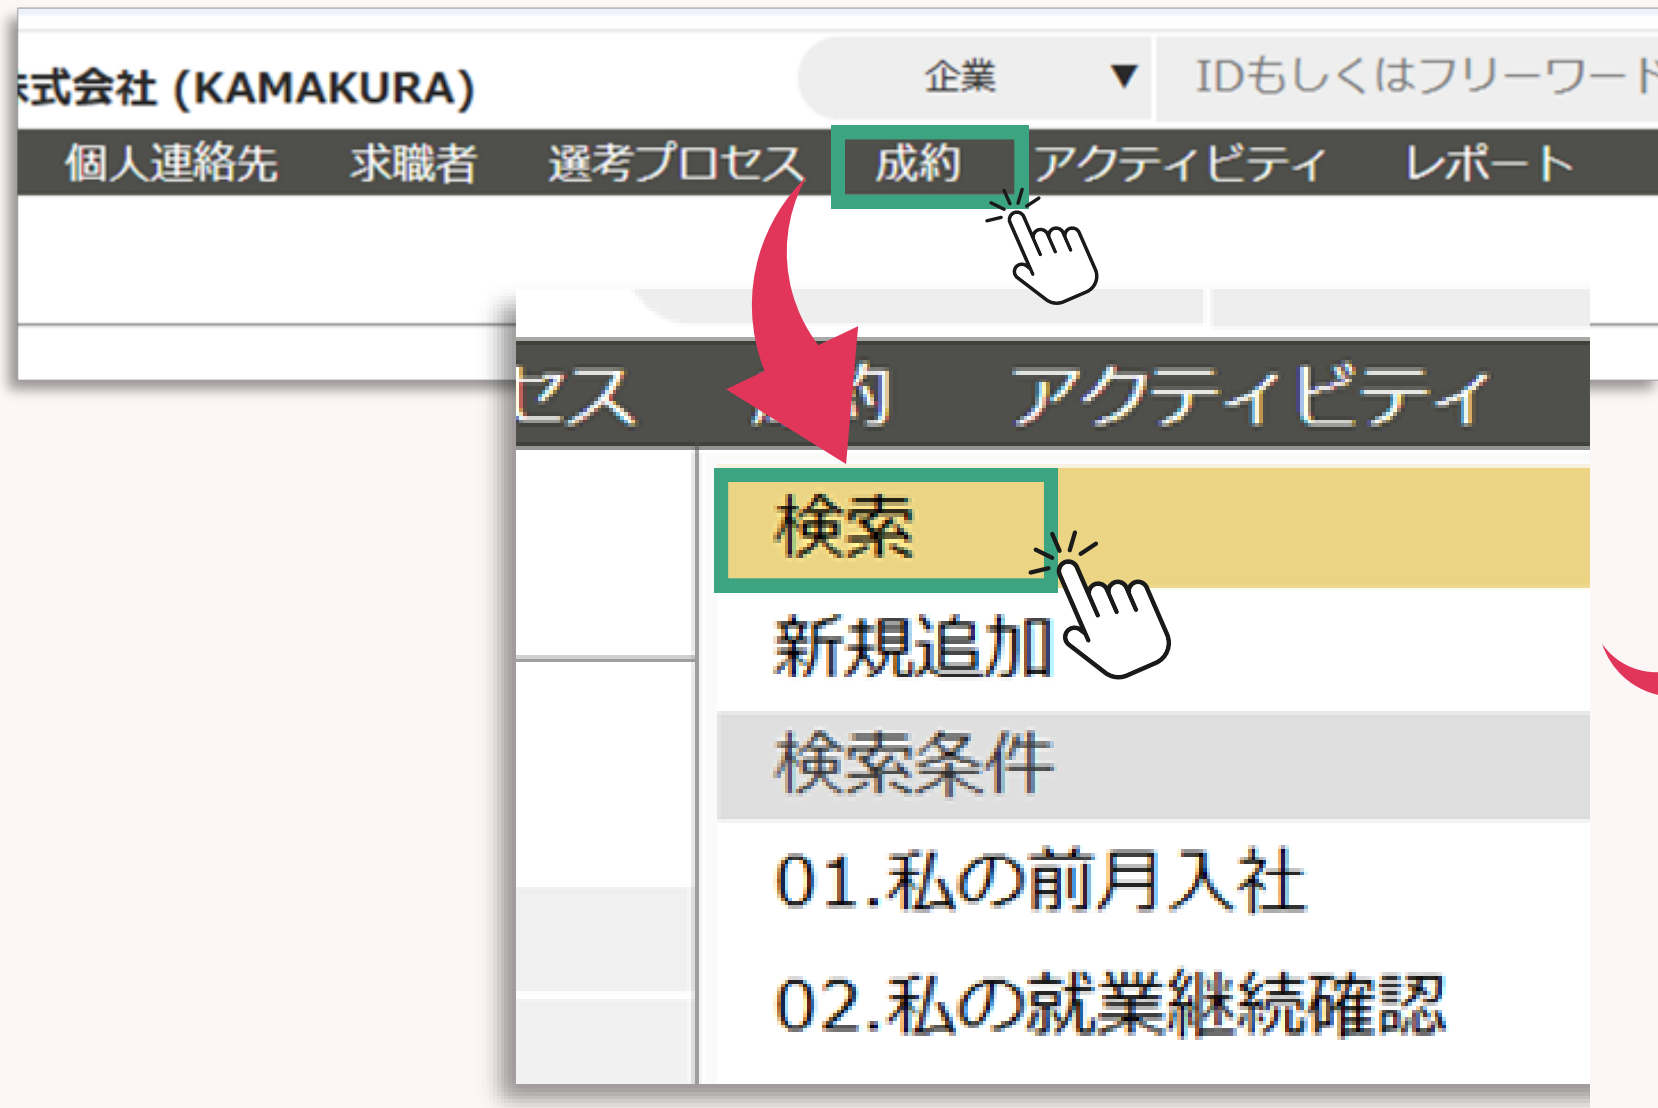 式会社 (KAMAKURA)
企業 ▼ IDもしくはフリーワード
個人連絡先 求職者 選考プロセス 成約 アクティビティ レポート
セス 約 アクティビティ
検索
新規追加
検索条件
01.私の前月入社
02.私の就業継続確認